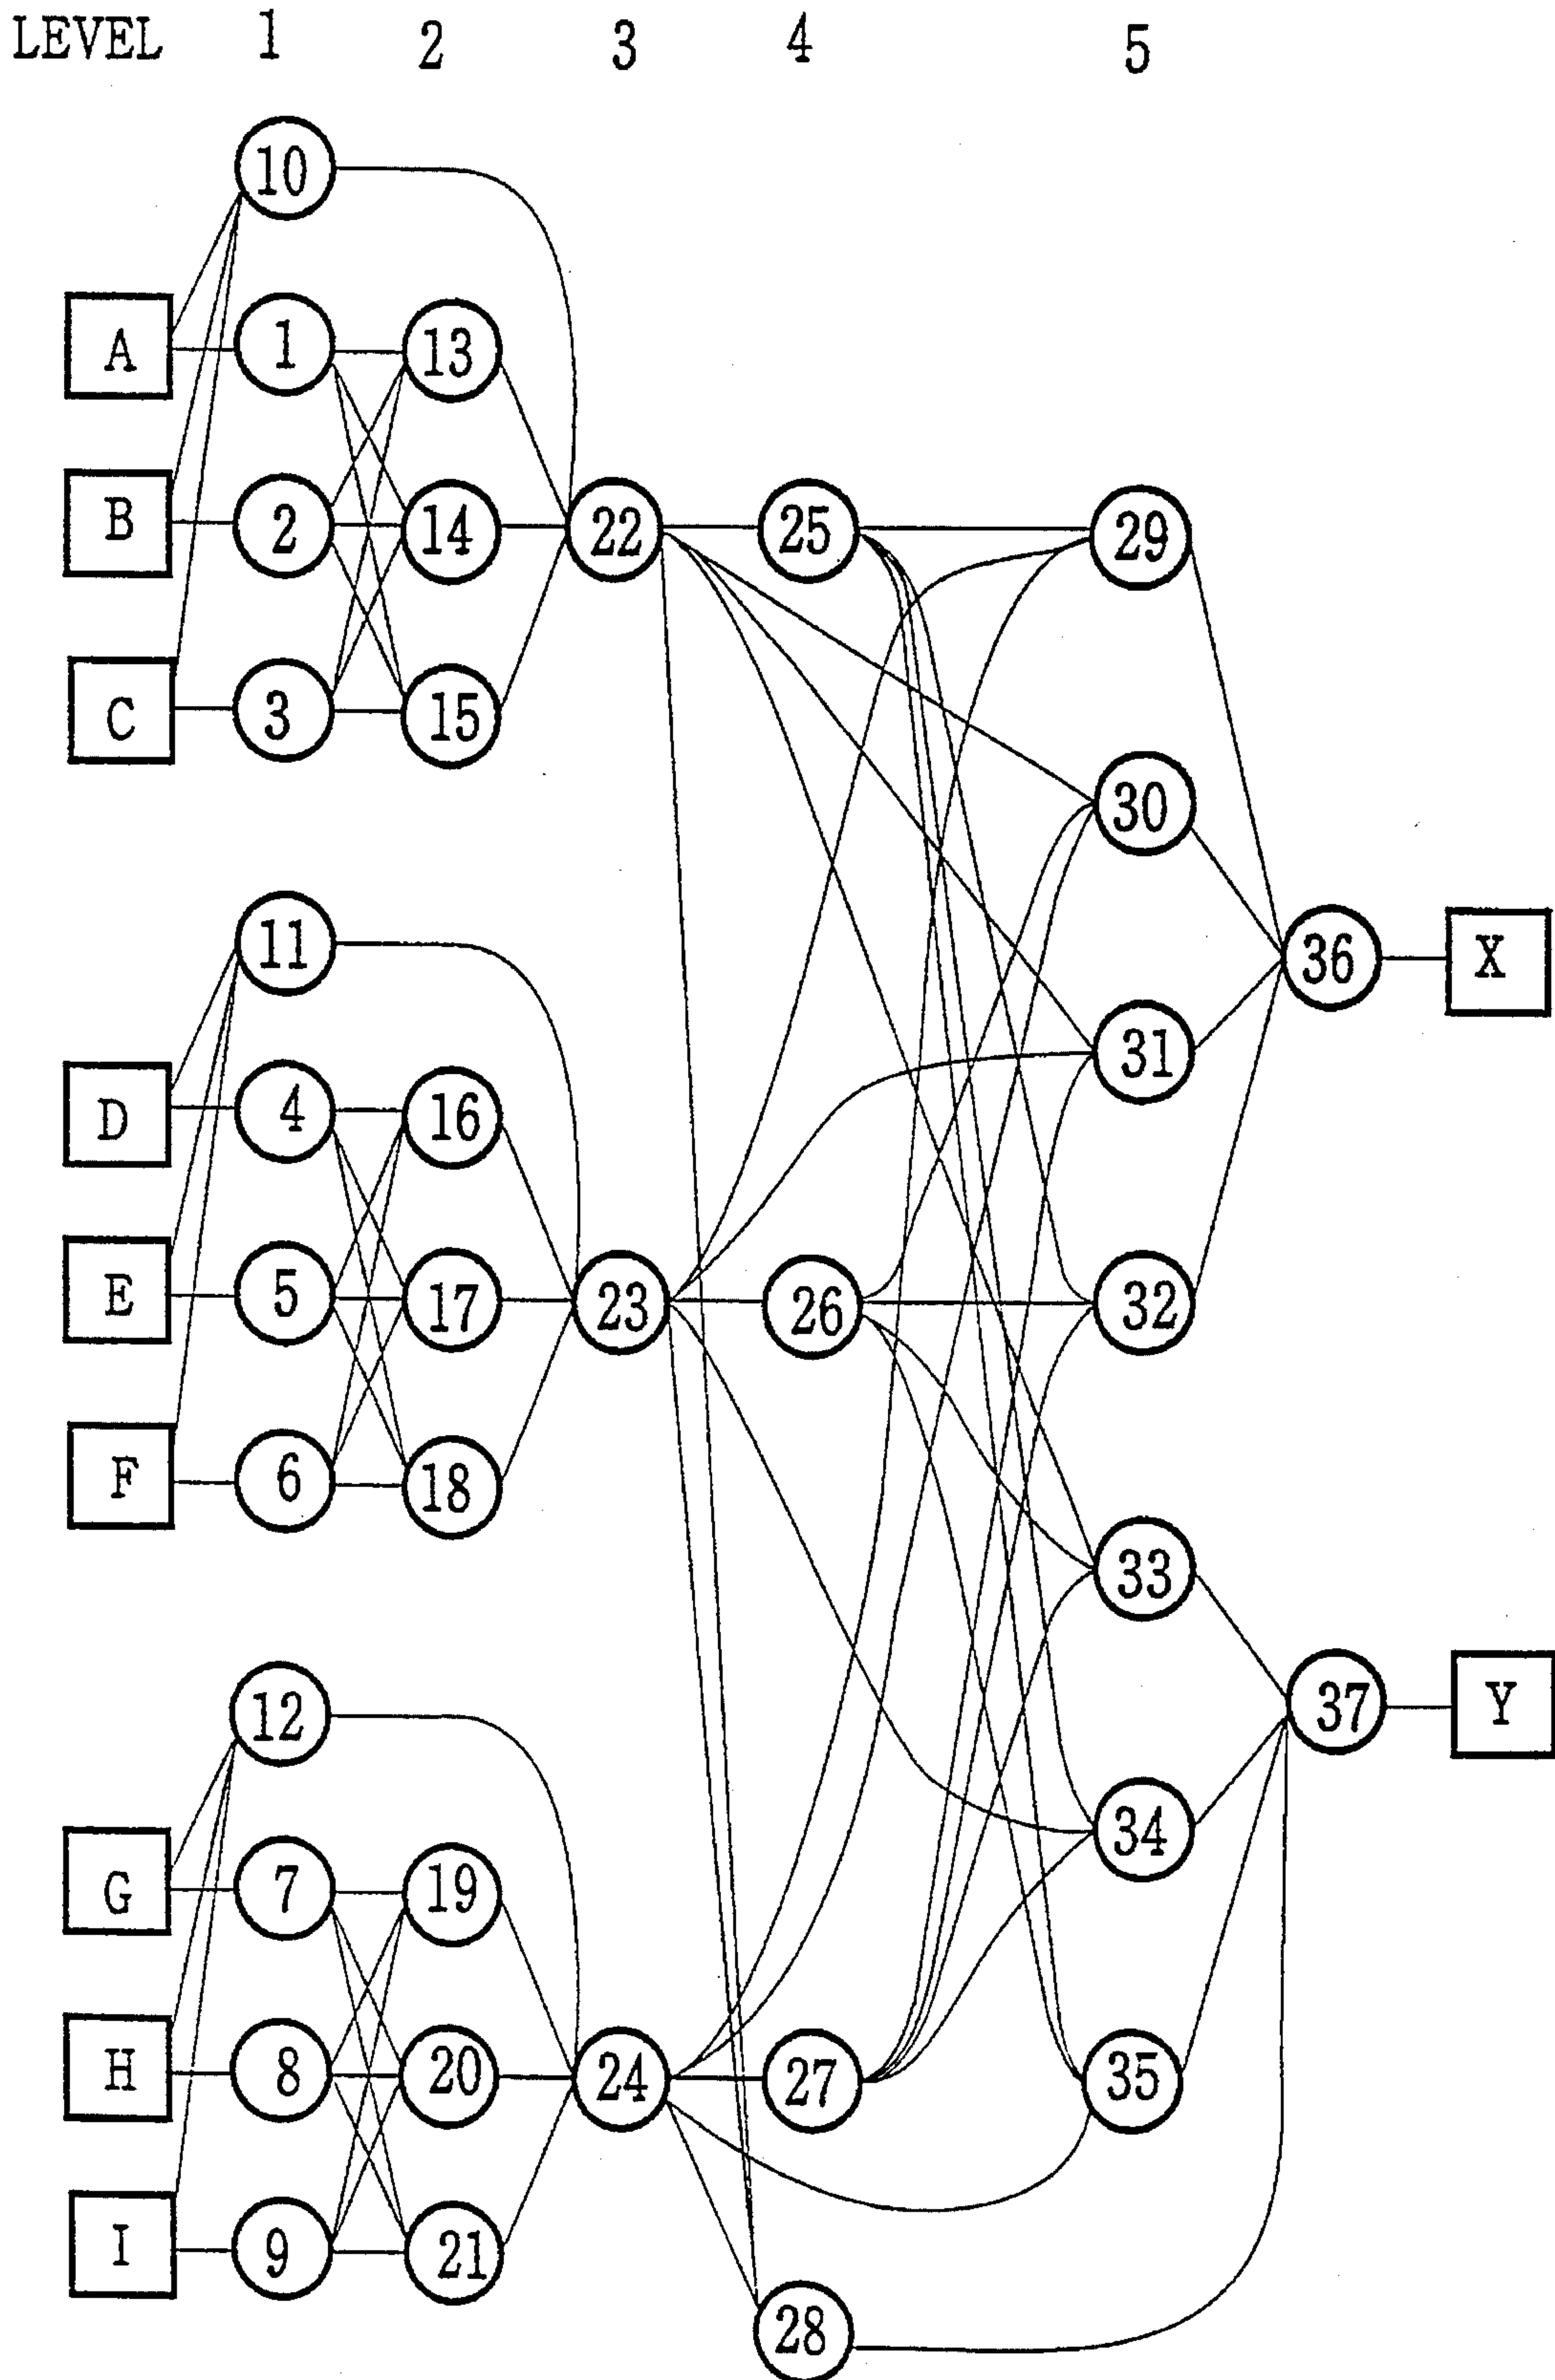 LEVEL 1 2 3 4 5
10
A 1 13
B 2 14 22 25 29
C 3 15
30
11
36 X
31
D 4 16
E 5 17 23 26 32
F 6 18
33
12
37 Y
34
G 7 19
H 8 20 24 27 35
I 9 21
28